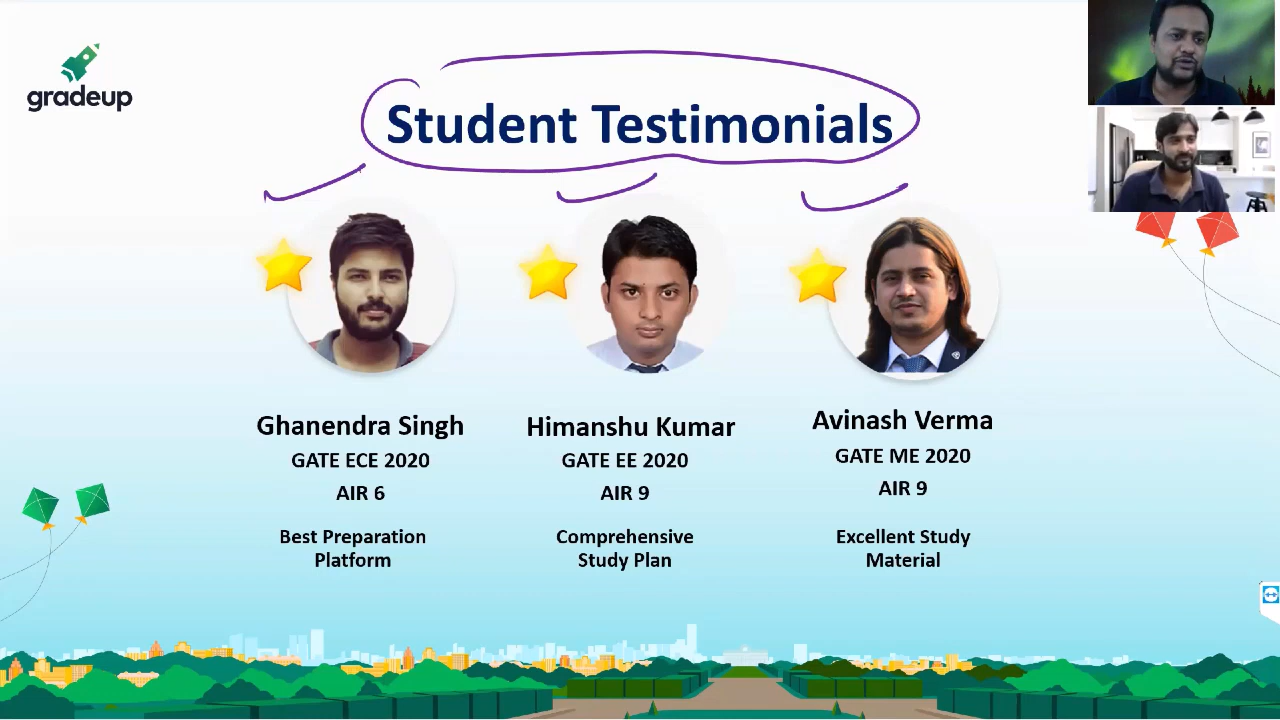 gradeup
Student Testimonials
Ghanendra Singh
GATE ECE 2020
AIR 6
Best Preparation
Platform
Himanshu Kumar
GATE EE 2020
AIR 9
Comprehensive
Study Plan
Avinash Verma
GATE ME 2020
AIR 9
Excellent Study
Material